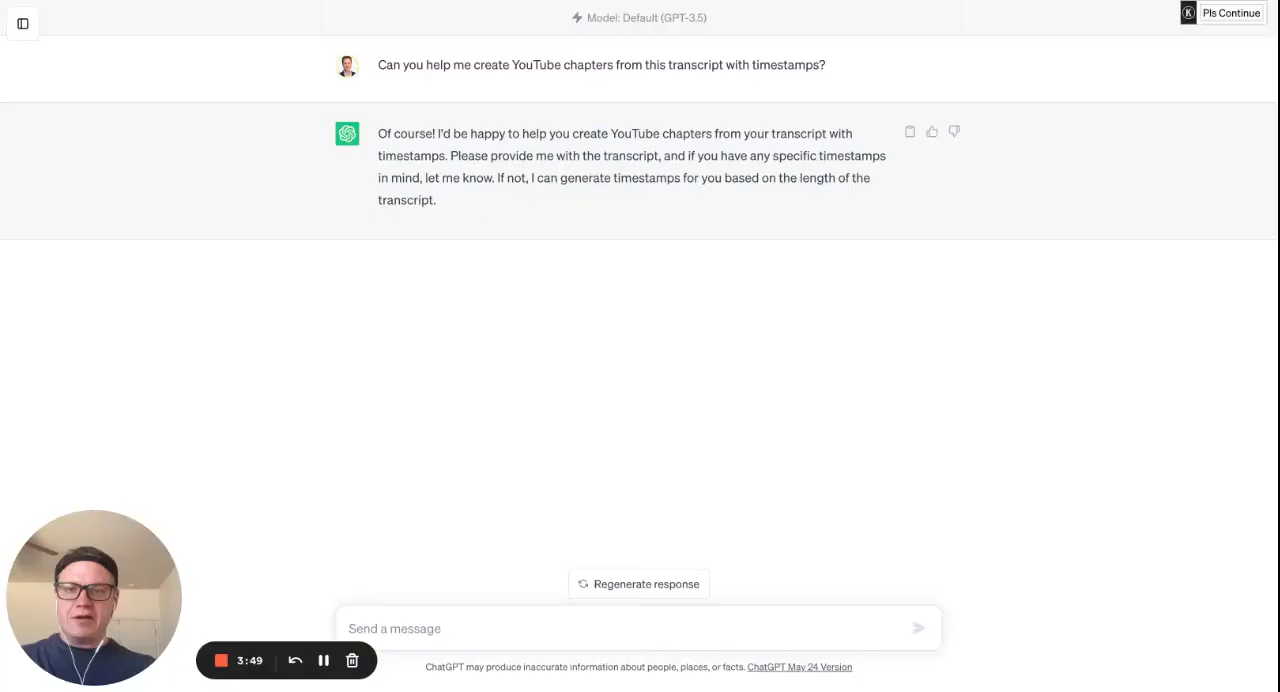 Model: Default (GPT-3.5)
Pls Continue
Can you help me create YouTube chapters from this transcript with timestamps?
Of course! I'd be happy to help you create YouTube chapters from your transcript with
timestamps. Please provide me with the transcript, and if you have any specific timestamps
in mind, let me know. If not, I can generate timestamps for you based on the length of the
transcript.
Regenerate response
Send a message
3:49
ChatGPT may produce inaccurate information about people, places, or facts. ChatGPT May 24 Version